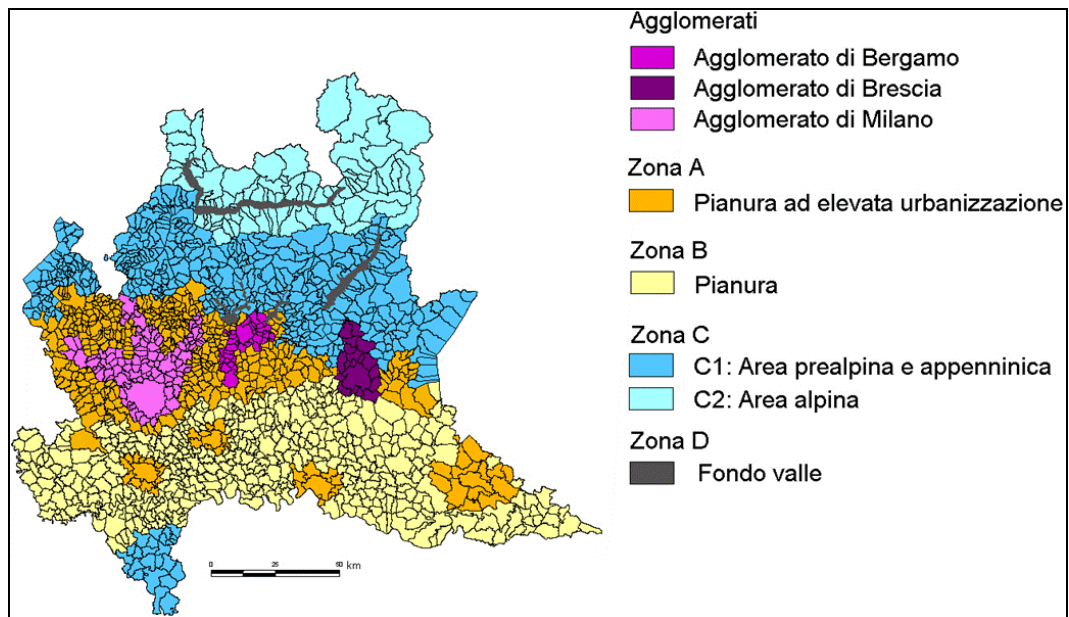 Agglomerati
Agglomerato di Bergamo
Agglomerato di Brescia
Agglomerato di Milano
Zona A
Pianura ad elevata urbanizzazione
Zona B
Pianura
Zona C
C1: Area prealpina e appenninica
C2: Area alpina
Zona D
Fondo valle
0 25 50 km